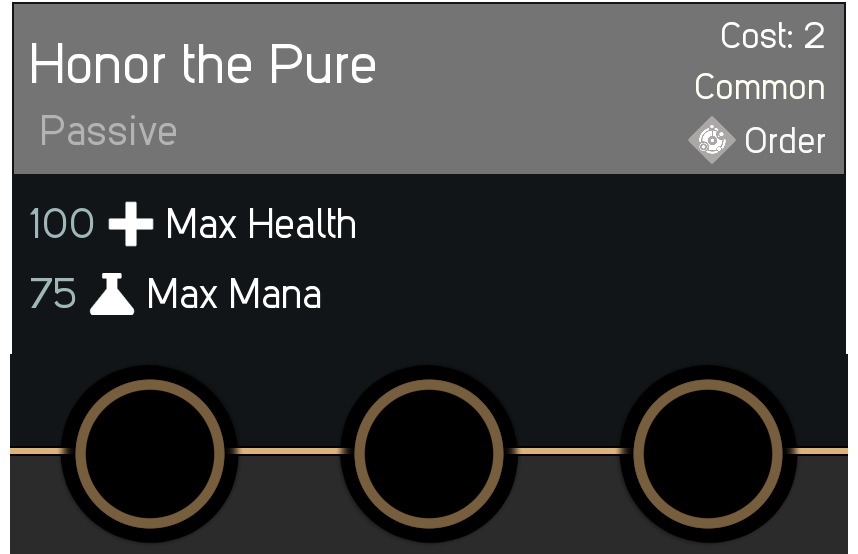 Honor the Pure
Passive
Cost: 2
Common
Order
100 Max Health
75 Max Mana